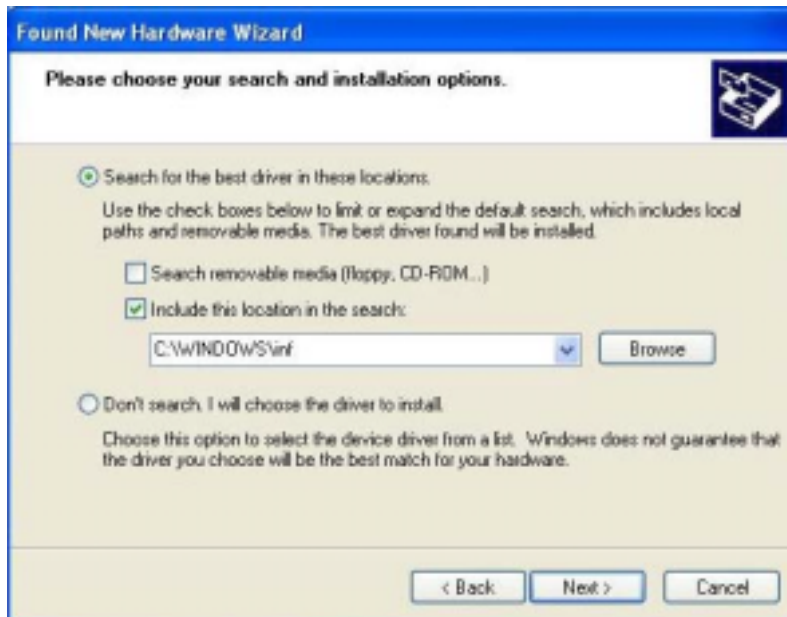 Found New Hardware Wizard
Please choose your search and installation options.
Search for the best driver in these locations.
Use the check boxes below to limit or expand the default search, which includes local
paths and removable media. The best driver found will be installed.
Search removable media (floppy, CD-ROM...)
Include this location in the search:
C:\WINDOWS\inf
Browse
Don't search. I will choose the driver to install.
Choose this option to select the device driver from a list. Windows does not guarantee that
the driver you choose will be the best match for your hardware.
< Back
Next >
Cancel